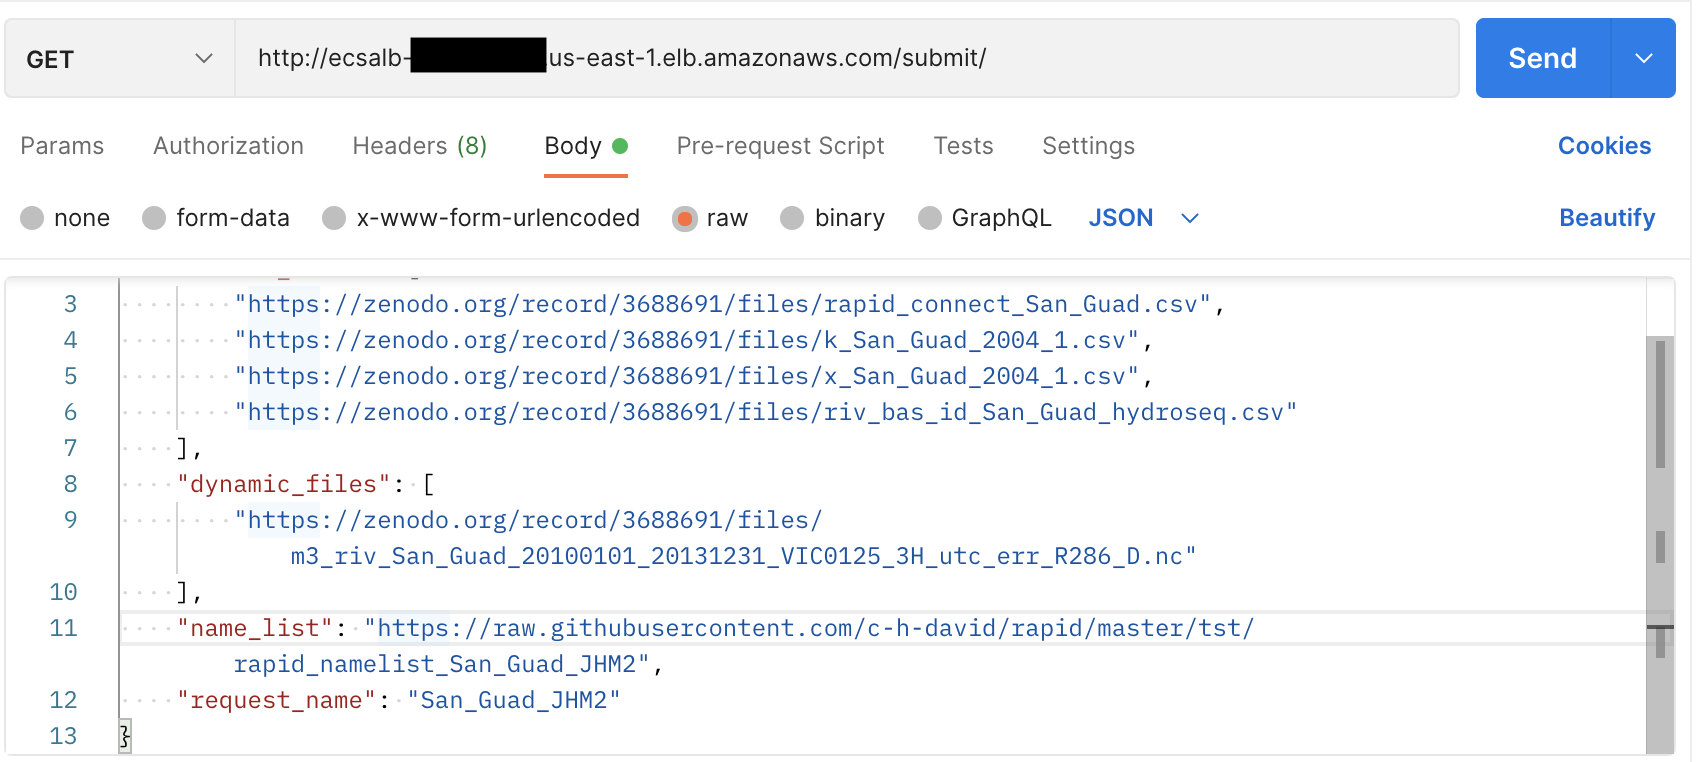 GET
http://ecsalb-
.us-east-1.elb.amazonaws.com/submit/
Send
Params Authorization Headers (8) Body Pre-request Script Tests Settings Cookies
none form-data x-www-form-urlencoded raw binary GraphQL JSON Beautify
3 "https://zenodo.org/record/3688691/files/rapid_connect_San_Guad.csv",
4 "https://zenodo.org/record/3688691/files/k_San_Guad_2004_1.csv",
5 "https://zenodo.org/record/3688691/files/x_San_Guad_2004_1.csv",
6 "https://zenodo.org/record/3688691/files/riv_bas_id_San_Guad_hydroseq.csv"
7 ],
8 "dynamic_files": [
9 "https://zenodo.org/record/3688691/files/
m3_riv_San_Guad_20100101_20131231_VIC0125_3H_utc_err_R286_D.nc"
10 ],
11 "name_list": "https://raw.githubusercontent.com/c-h-david/rapid/master/tst/
rapid_namelist_San_Guad_JHM2",
12 "request_name": "San_Guad_JHM2"
13 }